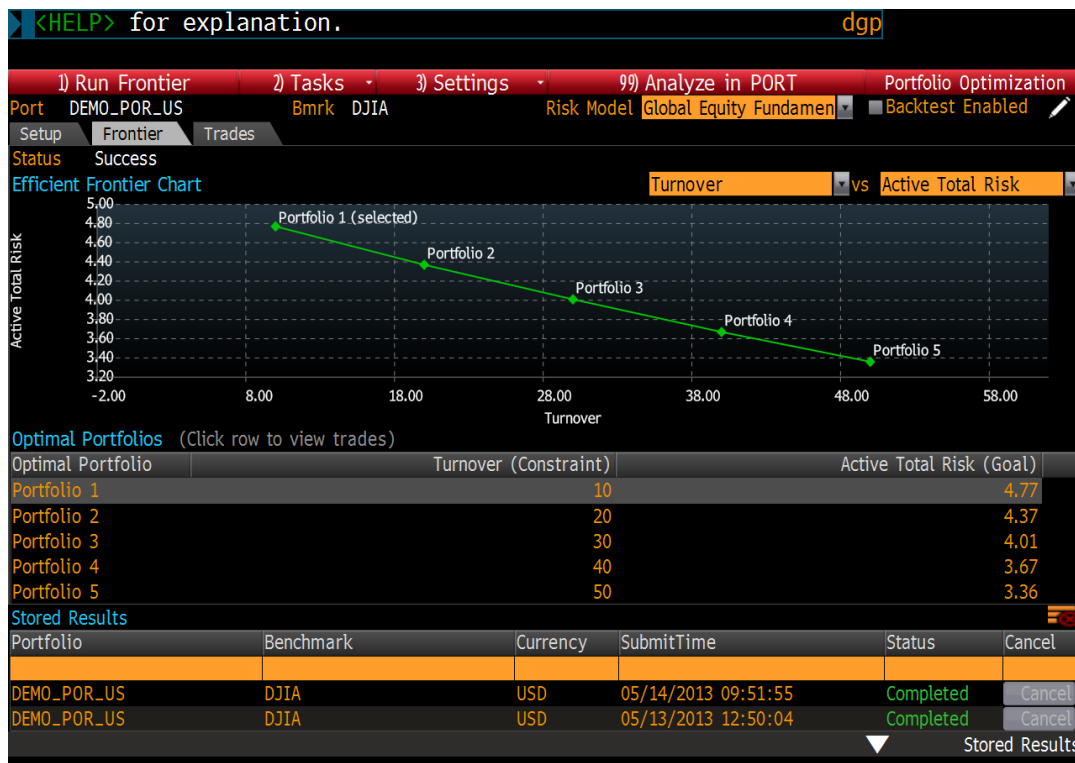 <HELP> for explanation. dgp
1) Run Frontier 2) Tasks 3) Settings 99) Analyze in PORT Portfolio Optimization
Port DEMO_POR_US Bmrk DJIA Risk Model Global Equity Fundamen Backtest Enabled
Setup Frontier Trades
Status Success
Efficient Frontier Chart Turnover vs Active Total Risk
5.00
4.80
4.60
4.40
4.20
4.00
3.80
3.60
3.40
3.20
Active Total Risk
Portfolio 1 (selected)
Portfolio 2
Portfolio 3
Portfolio 4
Portfolio 5
-2.00 8.00 18.00 28.00 38.00 48.00 58.00
Turnover
Optimal Portfolios (Click row to view trades)
Optimal Portfolio Turnover (Constraint) Active Total Risk (Goal)
Portfolio 1 10 4.77
Portfolio 2 20 4.37
Portfolio 3 30 4.01
Portfolio 4 40 3.67
Portfolio 5 50 3.36
Stored Results
Portfolio Benchmark Currency SubmitTime Status Cancel
DEMO_POR_US DJIA USD 05/14/2013 09:51:55 Completed Cancel
DEMO_POR_US DJIA USD 05/13/2013 12:50:04 Completed Cancel
Stored Results